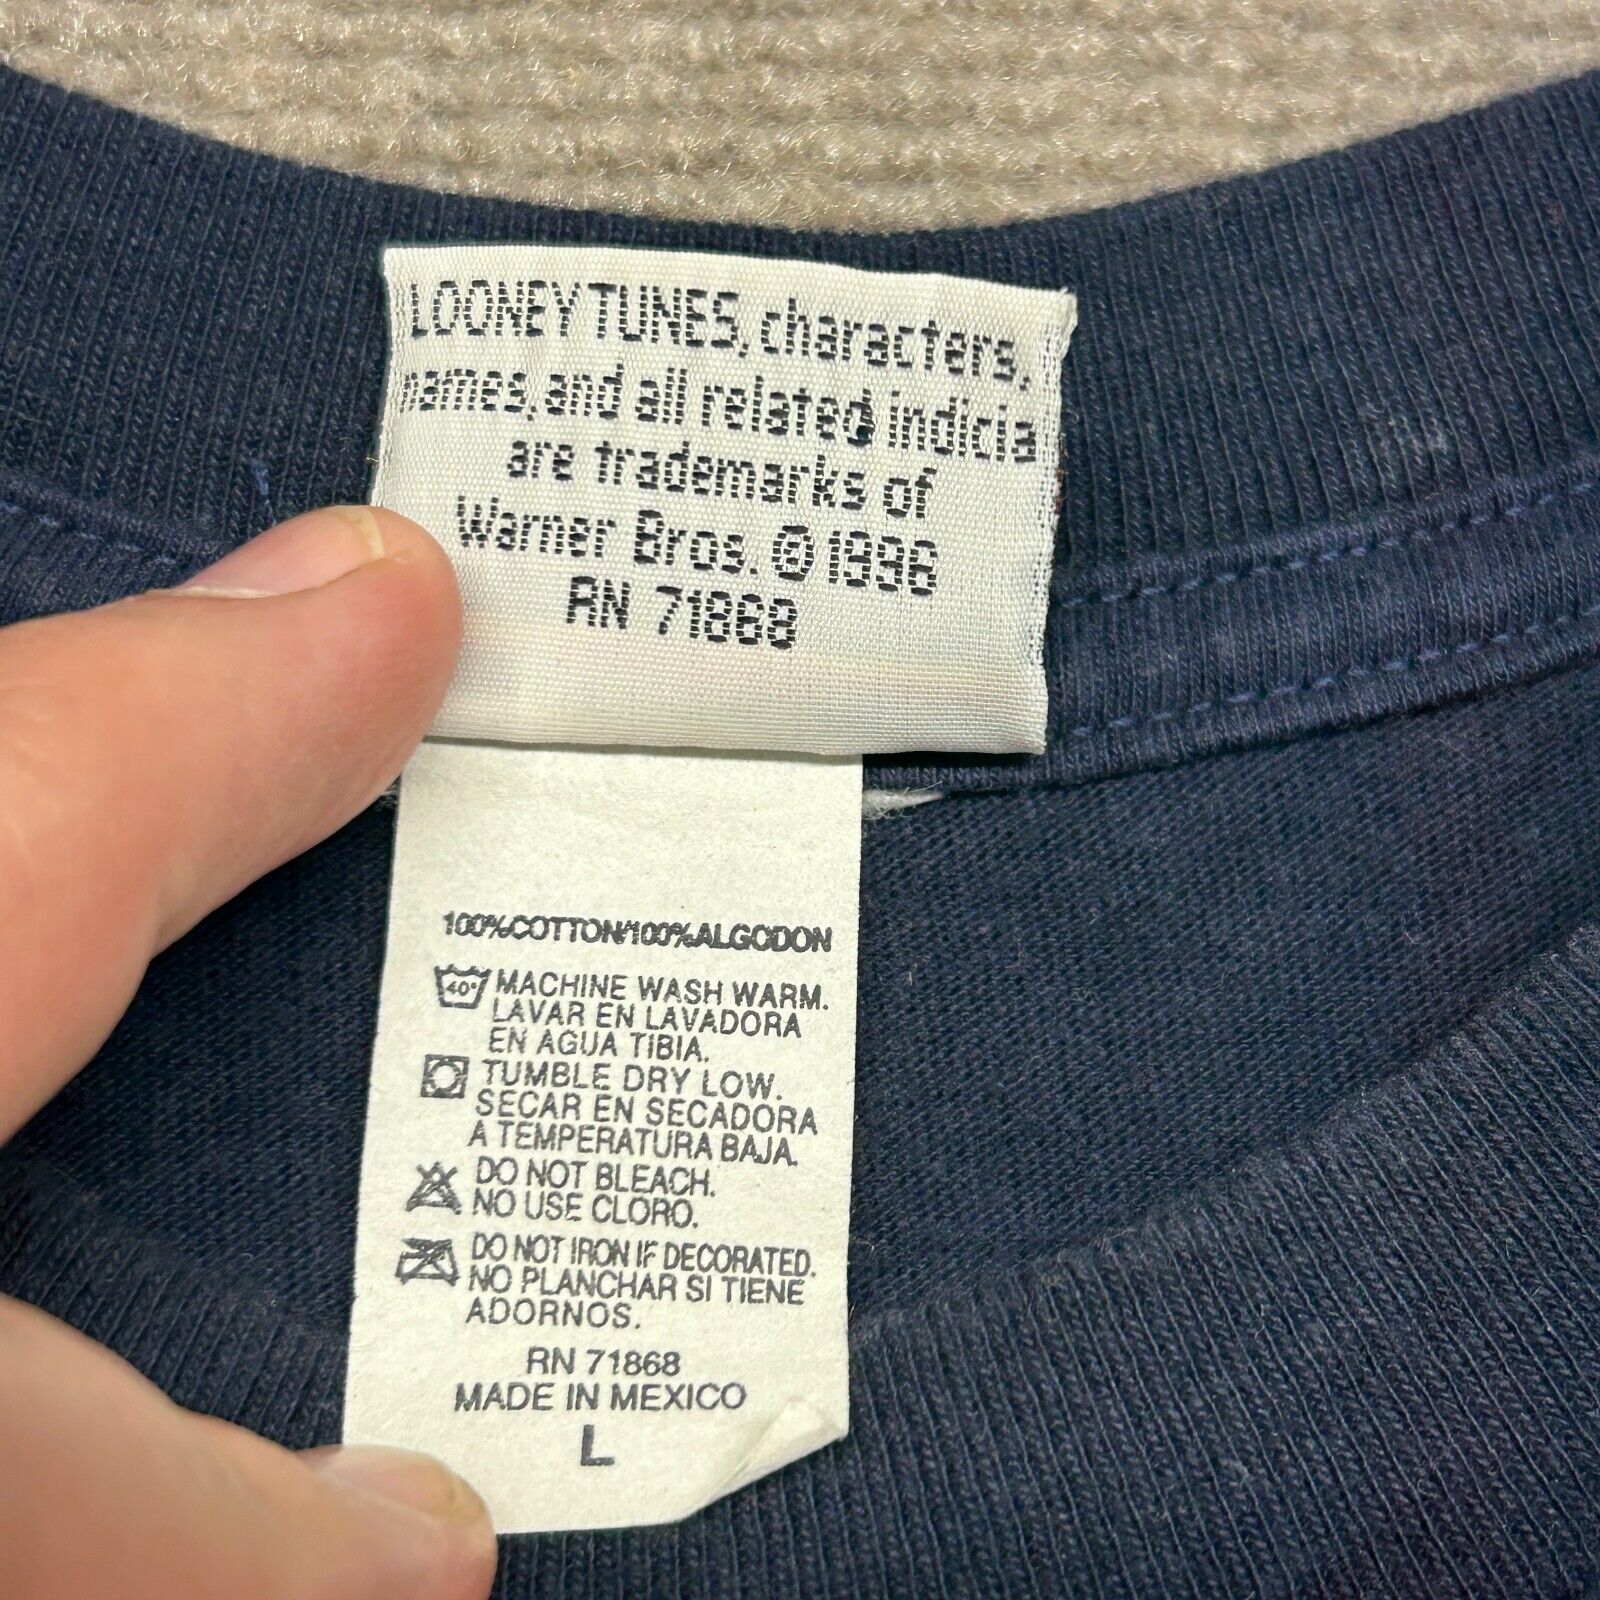 LOONEY TUNES, characters,
names, and all related indicia
are trademarks of
Warner Bros. © 1996
RN 71868
100%COTTON/100%ALGODON
40° MACHINE WASH WARM.
LAVAR EN LAVADORA
EN AGUA TIBIA.
TUMBLE DRY LOW.
SECAR EN SECADORA
A TEMPERATURA BAJA.
DO NOT BLEACH.
NO USE CLORO.
DO NOT IRON IF DECORATED.
NO PLANCHAR SI TIENE
ADORNOS.
RN 71868
MADE IN MEXICO
L